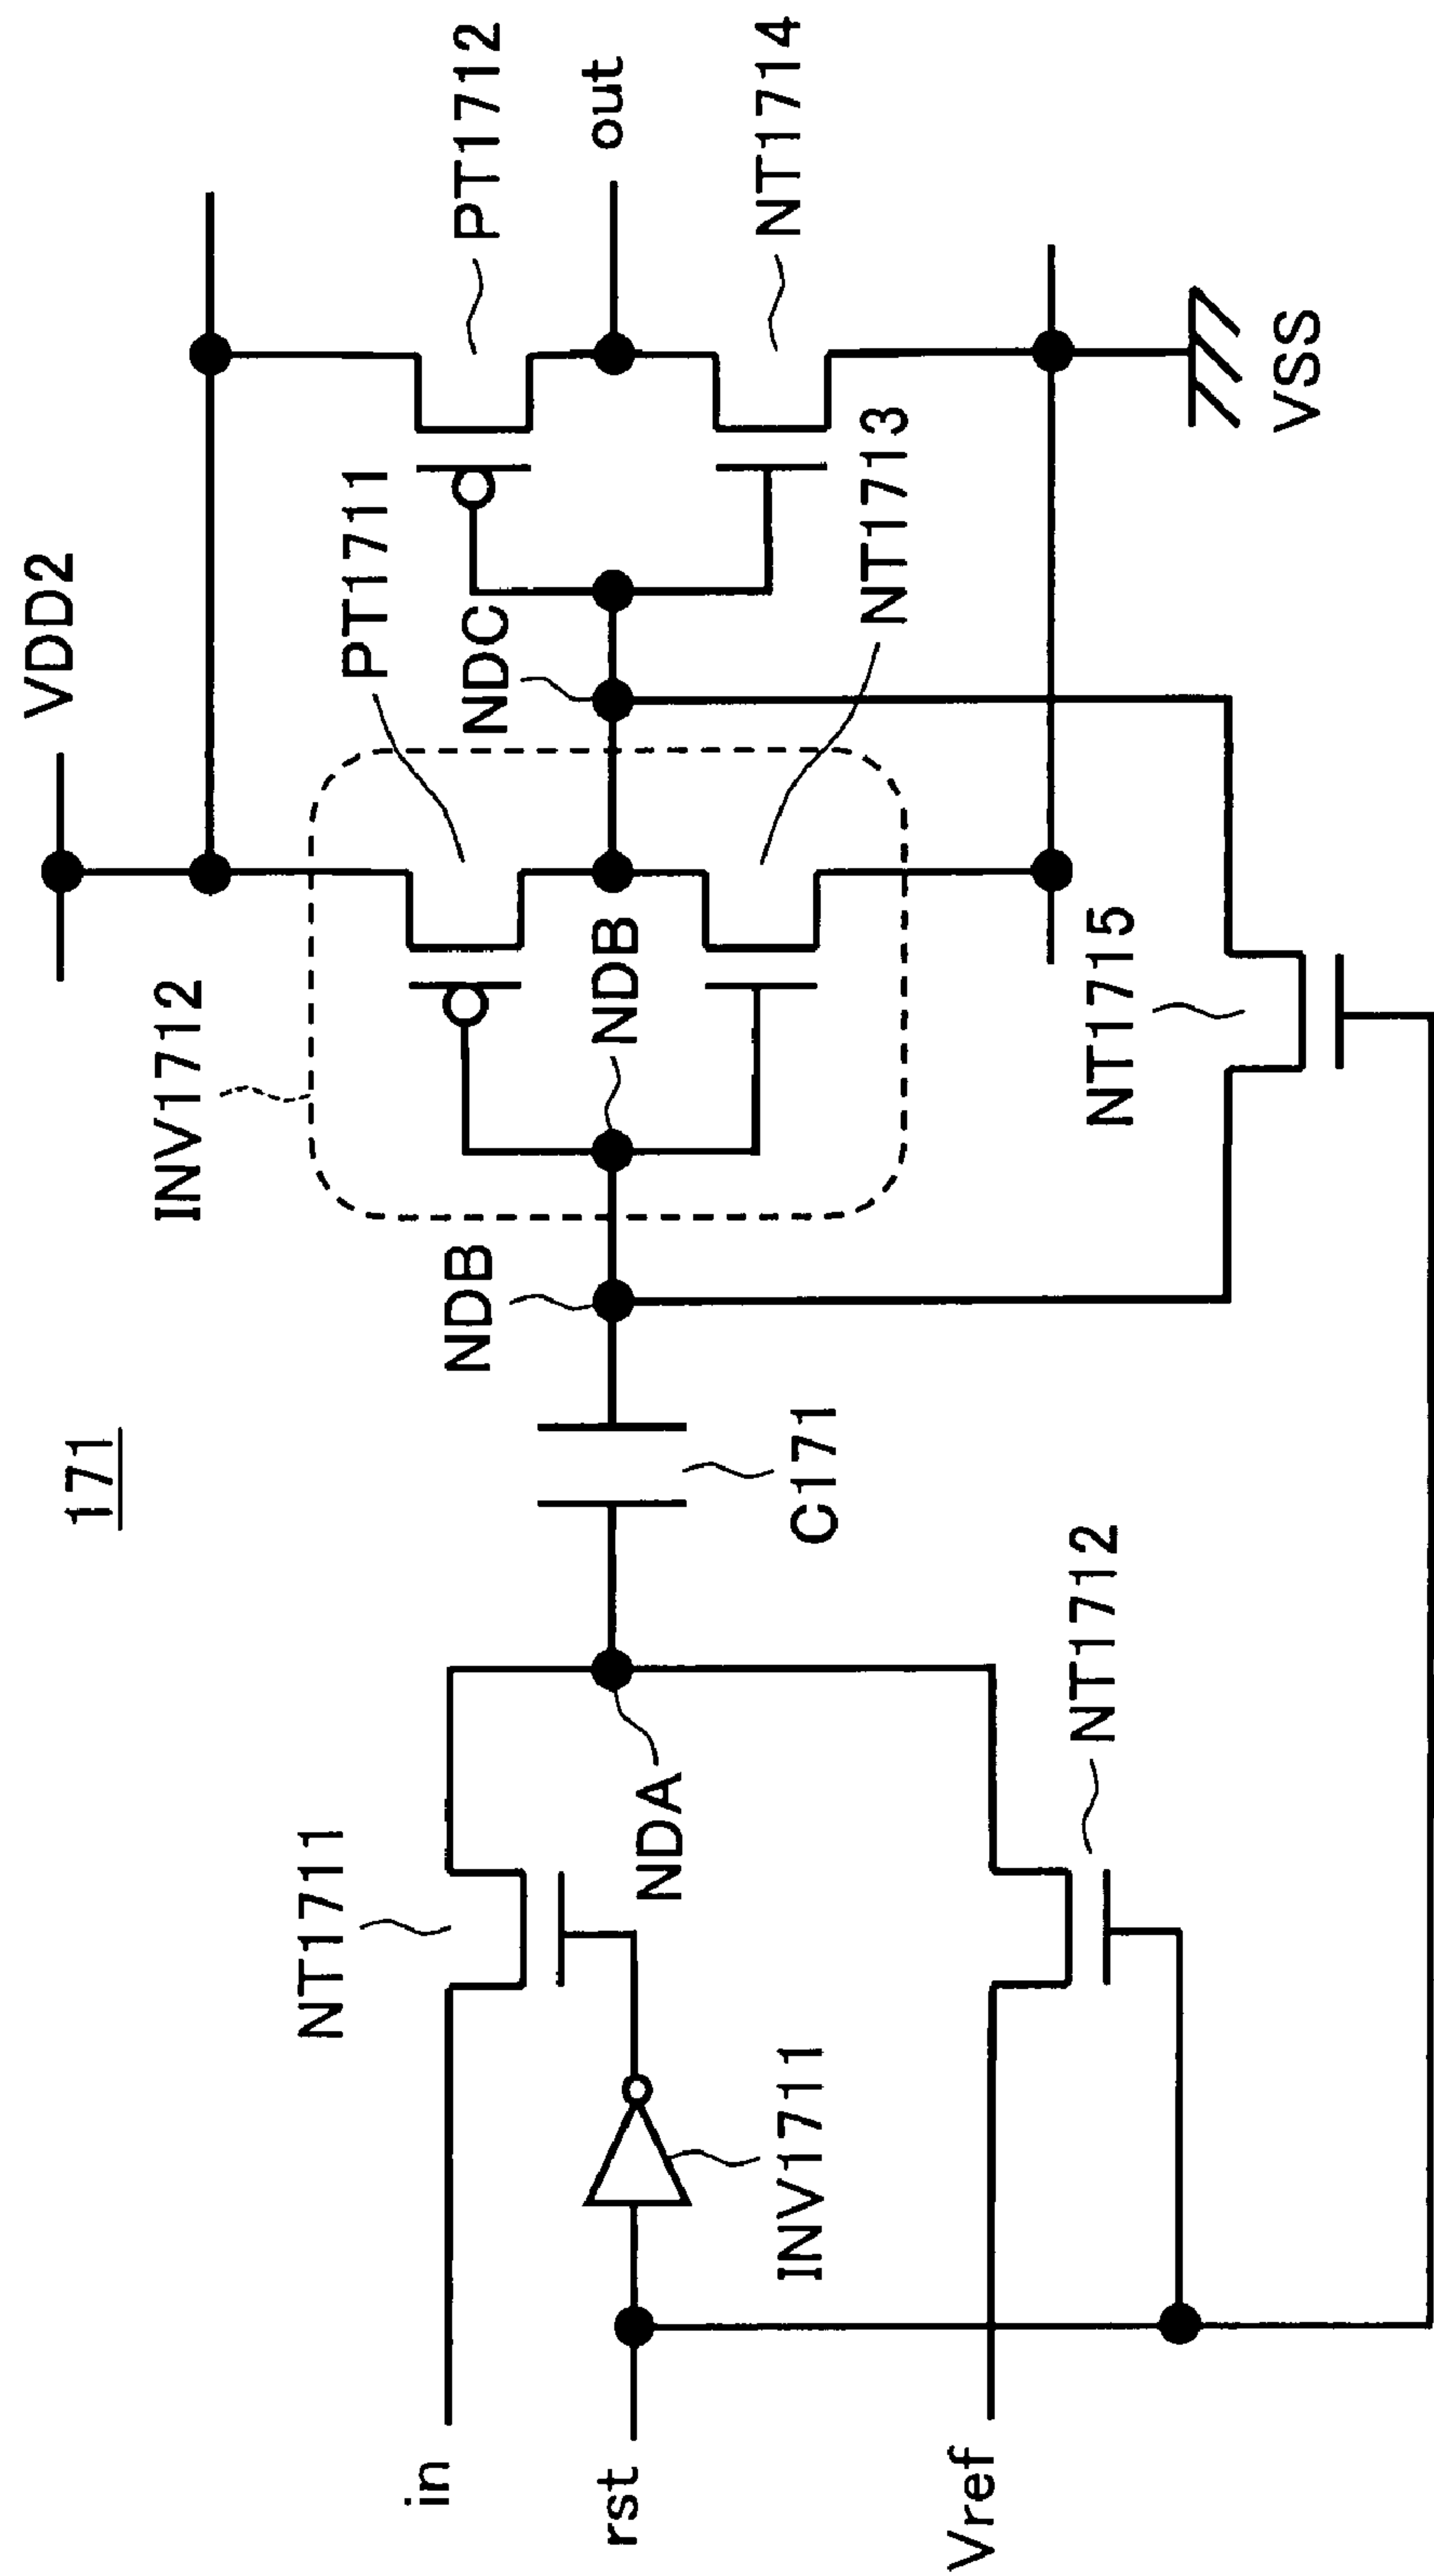 171
VDD2
INV1712
PT1711
PT1712
NDC
out
NDB
NDB
NT1711
in
rst
INV1711
NDA
C171
NT1714
NT1713
Vref
NT1712
NT1715
VSS